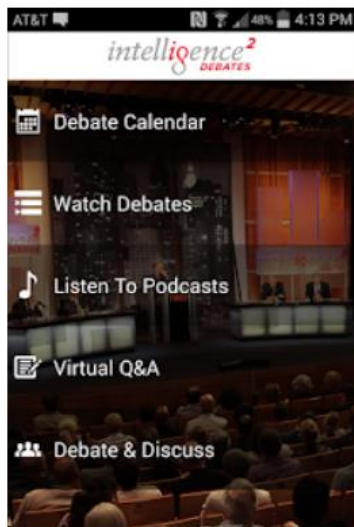 AT&T 48% 4:13 PM
intelligence²
DEBATES
Debate Calendar
Watch Debates
Listen To Podcasts
Virtual Q&A
Debate & Discuss